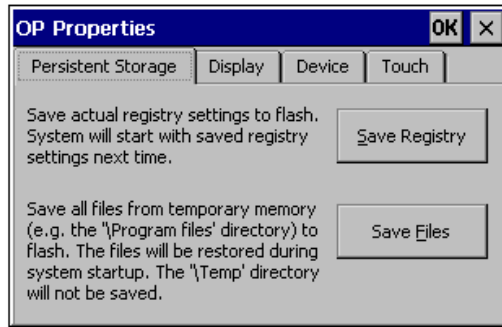 OP Properties OK ×
Persistent Storage Display Device Touch
Save actual registry settings to flash.
System will start with saved registry
settings next time.
Save Registry
Save all files from temporary memory
(e.g. the '\Program files' directory) to
flash. The files will be restored during
system startup. The '\Temp' directory
will not be saved.
Save Files